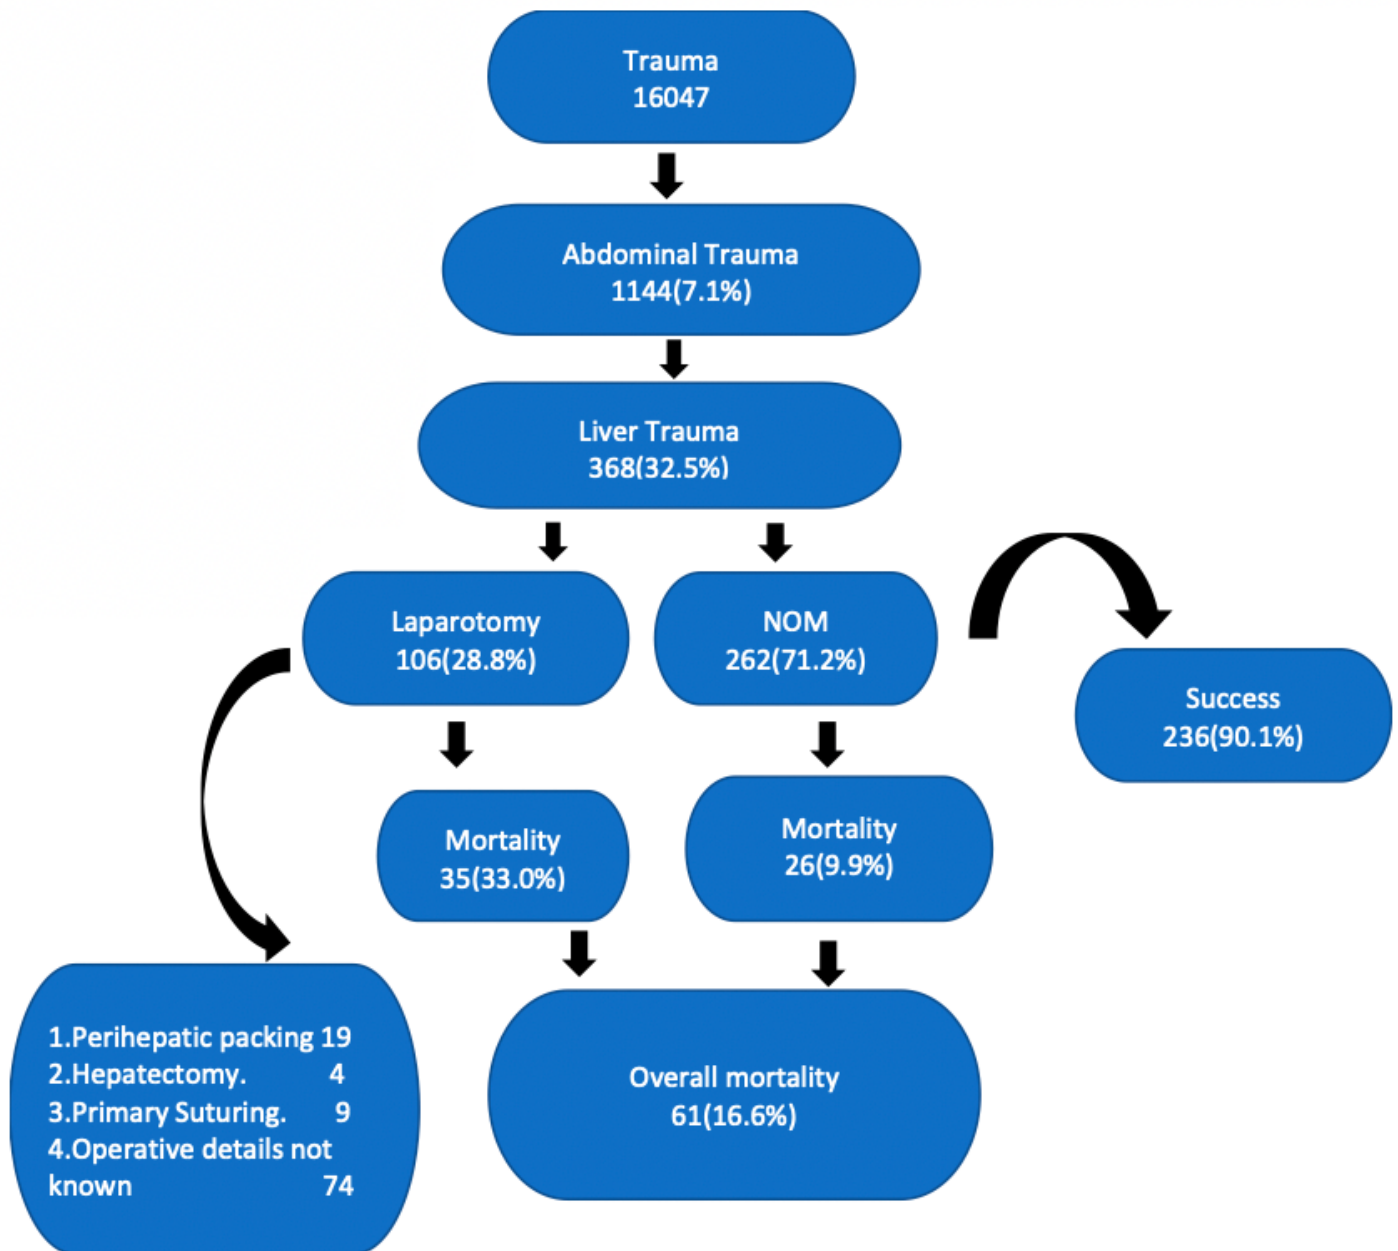 Trauma
16047
Abdominal Trauma
1144(7.1%)
Liver Trauma
368(32.5%)
Laparotomy
106(28.8%)
NOM
262(71.2%)
Success
236(90.1%)
Mortality
35(33.0%)
Mortality
26(9.9%)
1.Perihepatic packing 19
2.Hepatectomy. 4
3.Primary Suturing. 9
4.Operative details not
known 74
Overall mortality
61(16.6%)